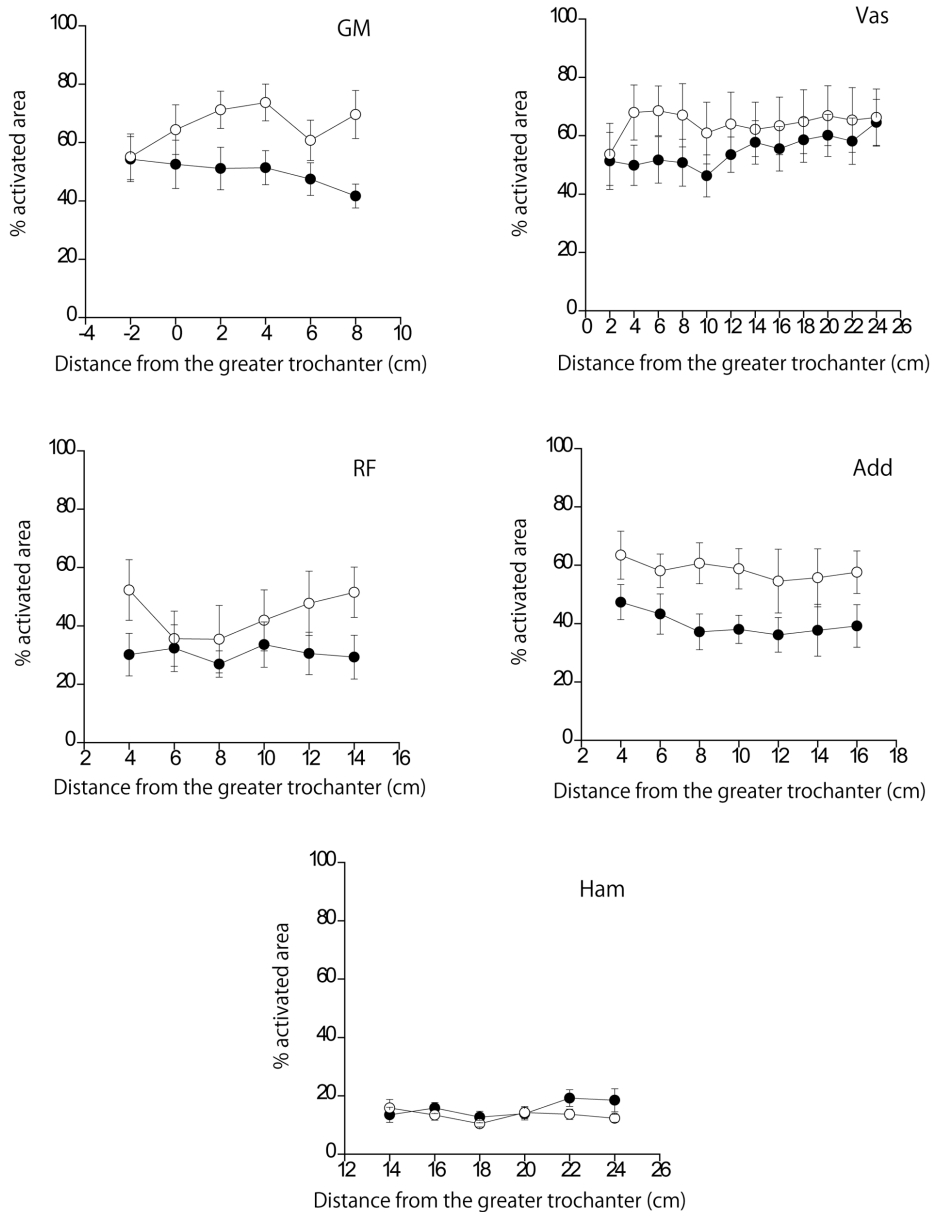 GM
% activated area
100
80
60
40
20
0
-4 -2 0 2 4 6 8 10
Distance from the greater trochanter (cm)
Vas
% activated area
100
80
60
40
20
0
0 2 4 6 8 10 12 14 16 18 20 22 24 26
Distance from the greater trochanter (cm)
RF
% activated area
100
80
60
40
20
0
2 4 6 8 10 12 14 16
Distance from the greater trochanter (cm)
Add
% activated area
100
80
60
40
20
0
2 4 6 8 10 12 14 16 18
Distance from the greater trochanter (cm)
Ham
% activated area
100
80
60
40
20
0
12 14 16 18 20 22 24 26
Distance from the greater trochanter (cm)